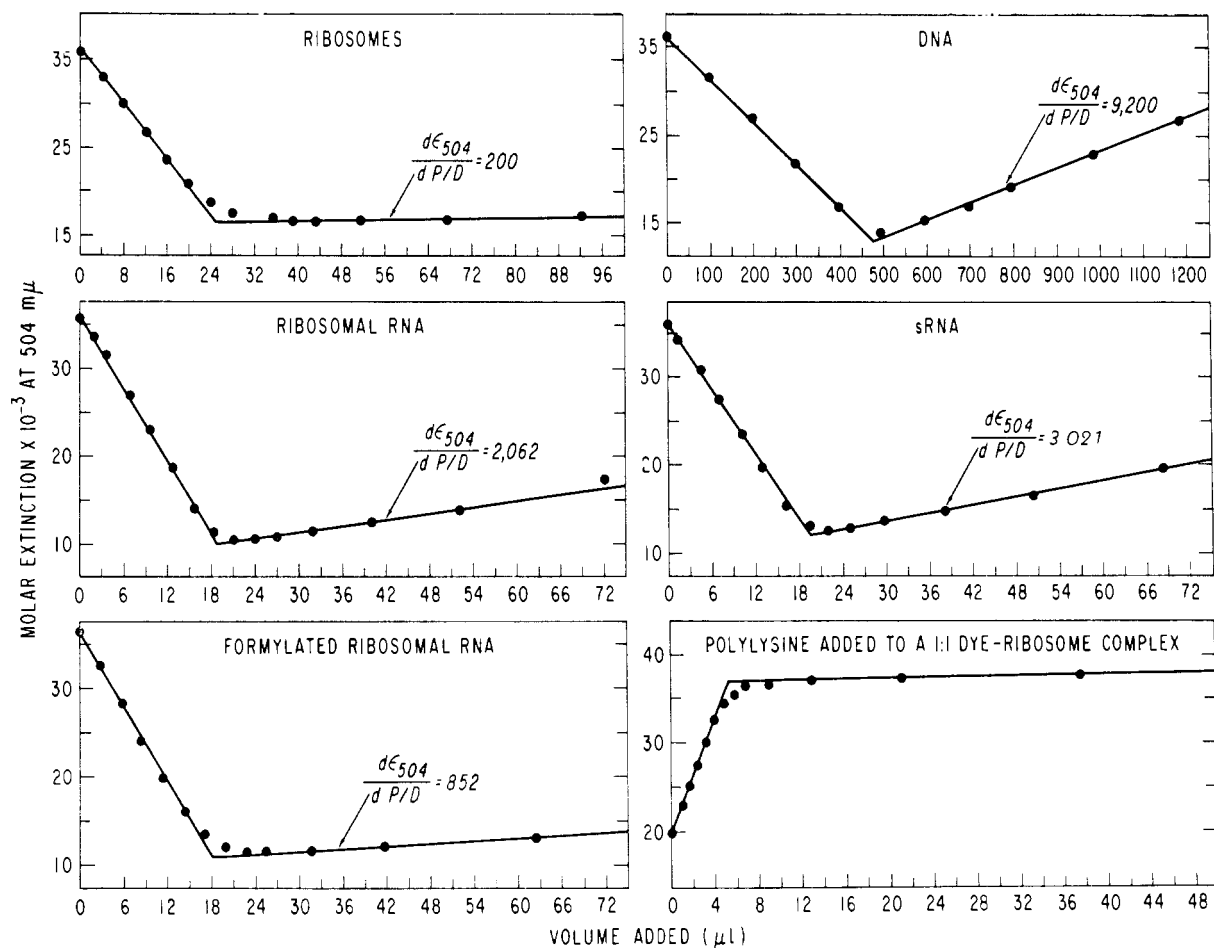 MOLAR EXTINCTION × 10⁻³ AT 504 mμ
RIBOSOMES
35
25
15
dϵ504
d P/D = 200
0 8 16 24 32 40 48 56 64 72 80 88 96
DNA
35
25
15
dϵ504
d P/D = 9,200
0 100 200 300 400 500 600 700 800 1000 1200
RIBOSOMAL RNA
30
20
10
dϵ504
d P/D = 2,062
0 6 12 18 24 30 36 42 48 54 60 66 72
sRNA
30
20
10
dϵ504
d P/D = 3 021
0 6 12 18 24 30 36 42 48 54 60 66 72
FORMYLATED RIBOSOMAL RNA
30
20
10
dϵ504
d P/D = 852
0 6 12 18 24 30 36 42 48 54 60 66 72
POLYLYSINE ADDED TO A 1:1 DYE-RIBOSOME COMPLEX
40
30
20
0 4 8 12 16 20 24 28 32 36 40 44 48
VOLUME ADDED (μl)